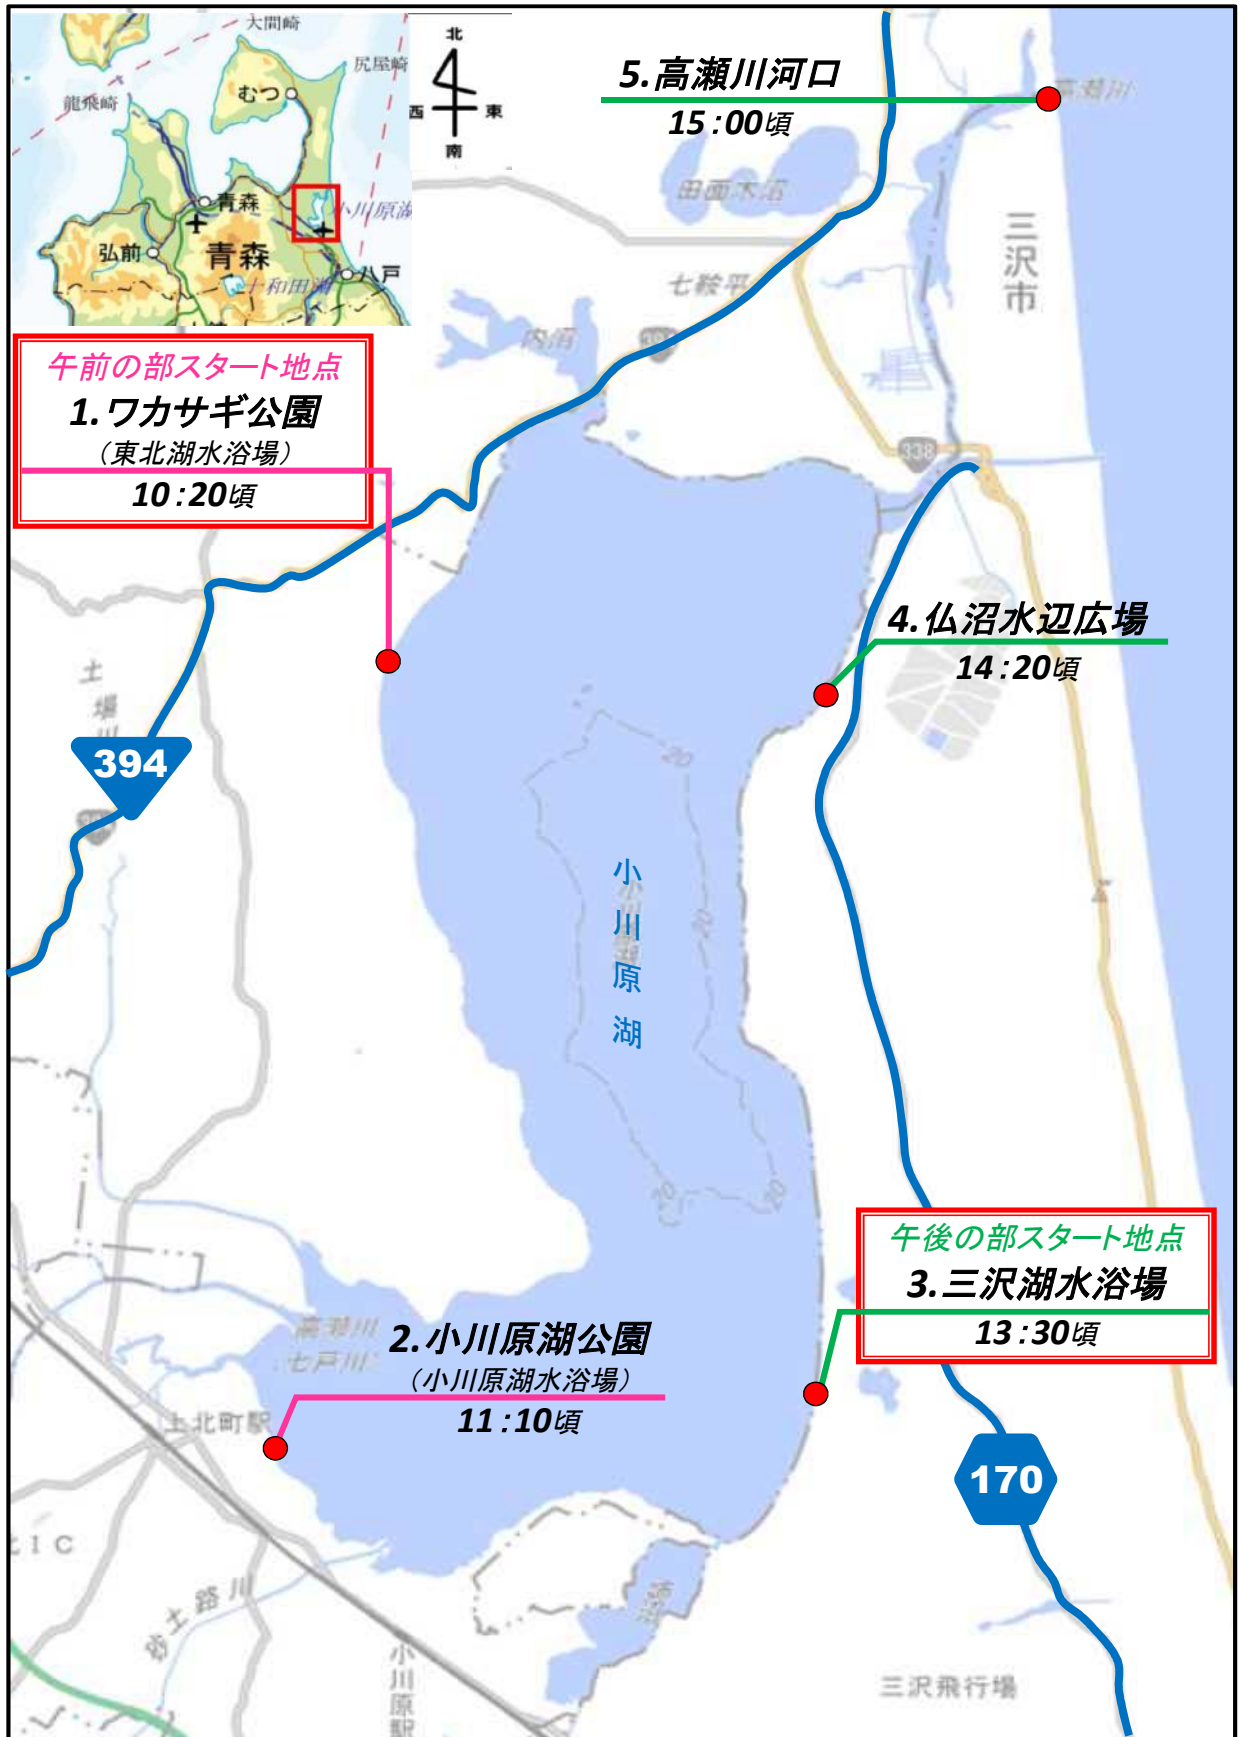 大間崎
尻屋崎
むつ
龍飛崎
青森
小川原湖
弘前
青森
八戸
十和田湖
北
西
東
南
5.高瀬川河口
15:00頃
高瀬川
田面木沼
三沢市
七鞍平
内沼
午前の部スタート地点
1.ワカサギ公園
（東北湖水浴場）
10:20頃
338
4.仏沼水辺広場
14:20頃
土場川
394
20
20
小川原湖
小川原湖
20
20
午後の部スタート地点
3.三沢湖水浴場
13:30頃
高瀬川
七戸川
2.小川原湖公園
（小川原湖水浴場）
11:10頃
上北町駅
170
IC
砂土路川
小川原駅
三沢飛行場